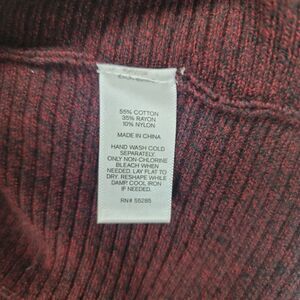 55% COTTON
35% RAYON
10% NYLON
MADE IN CHINA
HAND WASH COLD
SEPARATELY.
ONLY NON-CHLORINE
BLEACH WHEN
NEEDED. LAY FLAT TO
DRY. RESHAPE WHILE
DAMP. COOL IRON
IF NEEDED.
RN# 55285